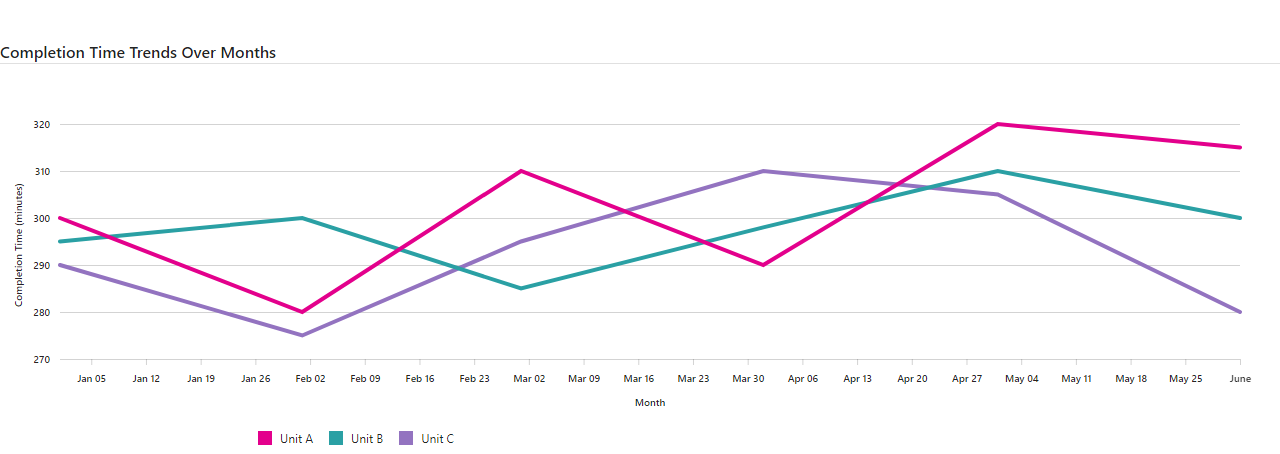 Completion Time Trends Over Months
320
310
300
290
280
270
Completion Time (minutes)
Jan 05 Jan 12 Jan 19 Jan 26 Feb 02 Feb 09 Feb 16 Feb 23 Mar 02 Mar 09 Mar 16 Mar 23 Mar 30 Apr 06 Apr 13 Apr 20 Apr 27 May 04 May 11 May 18 May 25 June
Month
Unit A Unit B Unit C